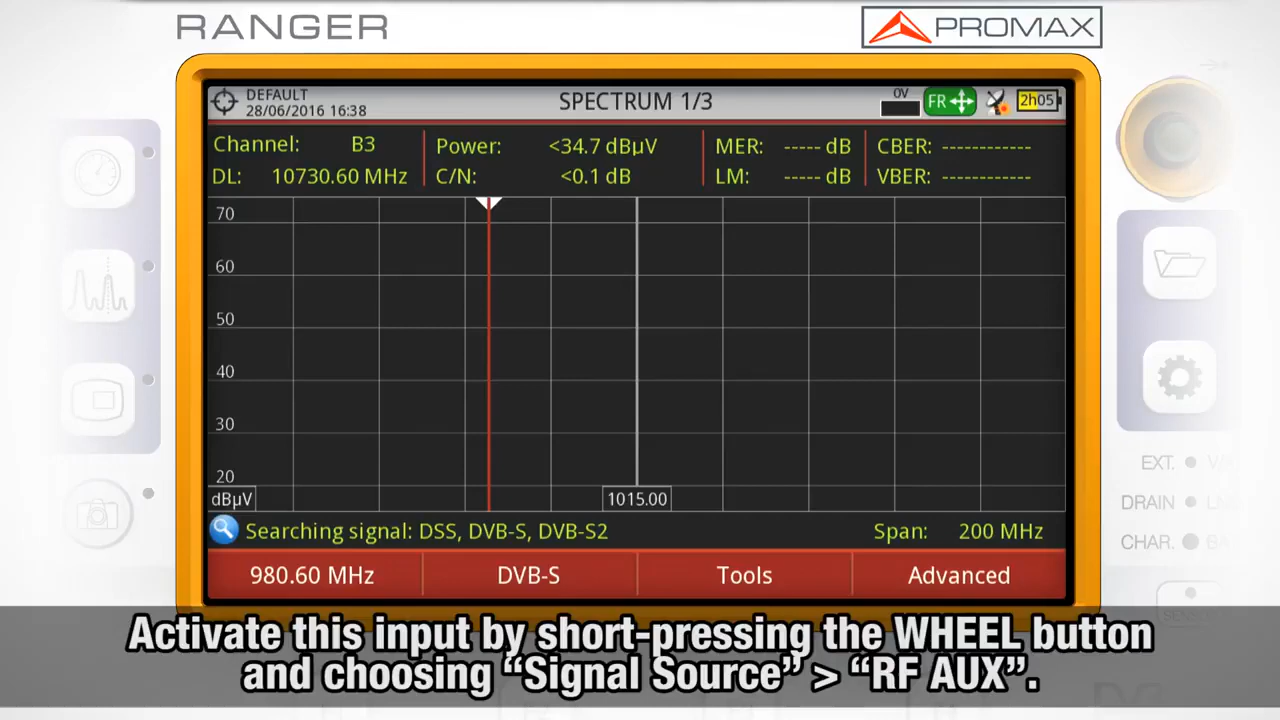 RANGER
PROMAX
DEFAULT
28/06/2016 16:38
SPECTRUM 1/3
0V
FR
2h05
Channel: B3
DL: 10730.60 MHz
Power: <34.7 dBµV
C/N: <0.1 dB
MER: ----- dB
LM: ----- dB
CBER: ------------
VBER: ------------
70
60
50
40
30
20
dBµV
1015.00
Searching signal: DSS, DVB-S, DVB-S2
Span: 200 MHz
980.60 MHz
DVB-S
Tools
Advanced
EXT.
DRAIN
CHAR.
Activate this input by short-pressing the WHEEL button
and choosing “Signal Source” > “RF AUX”.